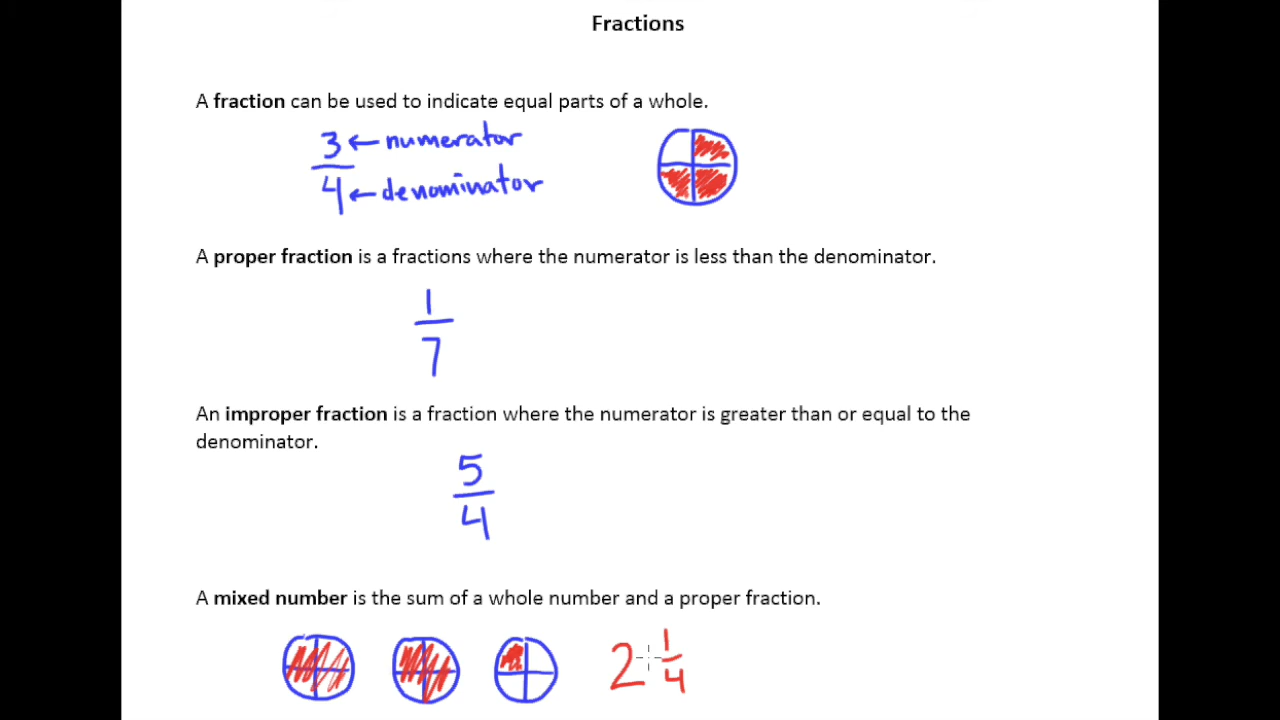 Fractions
A fraction can be used to indicate equal parts of a whole.
3 ← numerator
4 ← denominator
A proper fraction is a fractions where the numerator is less than the denominator.
1
7
An improper fraction is a fraction where the numerator is greater than or equal to the
denominator.
5
4
A mixed number is the sum of a whole number and a proper fraction.
2 1/4